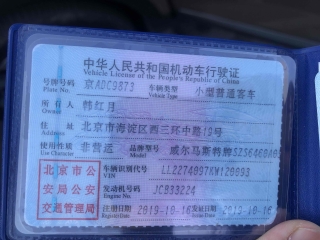 中华人民共和国机动车行驶证
Vehicle License of the People's Republic of China
号牌号码 京ADC9873 车辆类型 小型普通客车
Plate No. Vehicle Type
所有人 韩红月
Owner
住址 北京市海淀区西三环中路19号
Address
使用性质 非营运 品牌型号 威尔马斯特牌
Use Character Model
北京市公安局公安交通管理局
车辆识别代号
VIN
发动机号码 JC933224
Engine No.
注册日期 2019-10-16 发证日期 2019-10-16
Register Date Issue Date